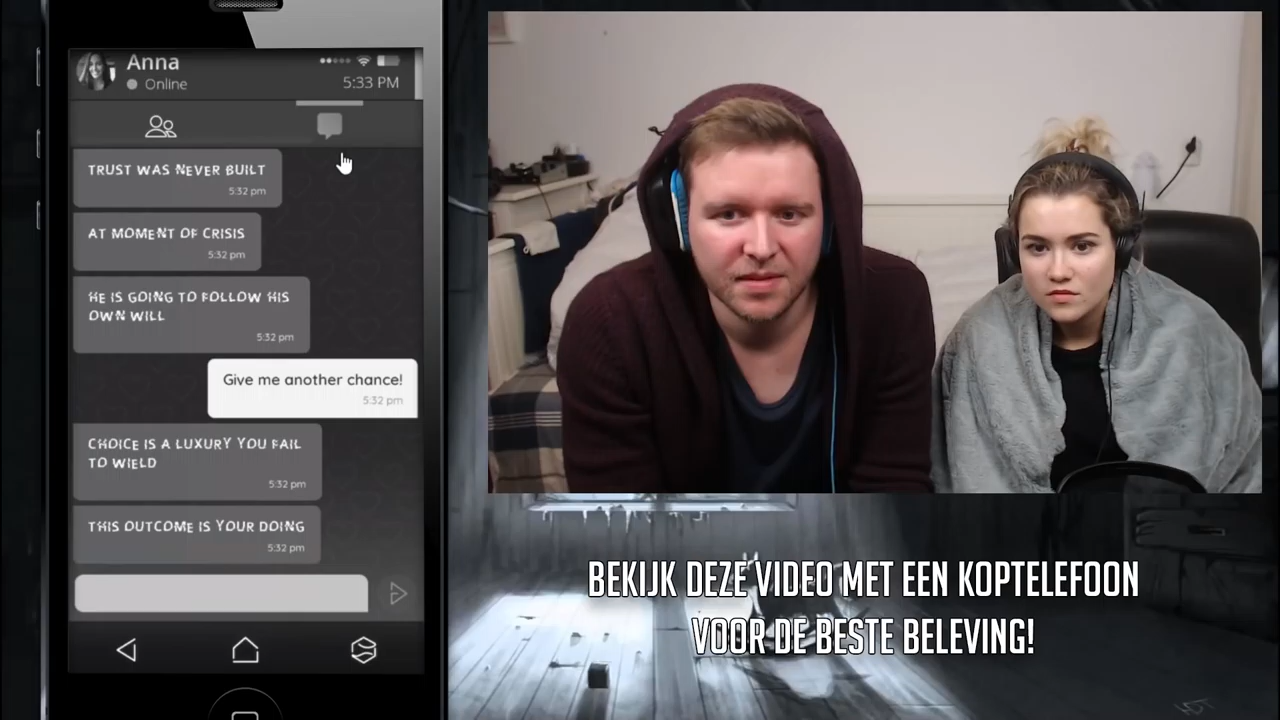 Anna
Online
5:33 PM
TRUST WAS NEVER BUILT
5:32 pm
AT MOMENT OF CRISIS
5:32 pm
HE IS GOING TO FOLLOW HIS
OWN WILL
5:32 pm
Give me another chance!
5:32 pm
CHOICE IS A LUXURY YOU FAIL
TO WIELD
5:32 pm
THIS OUTCOME IS YOUR DOING
5:32 pm
BEKIJK DEZE VIDEO MET EEN KOPTELEFOON
VOOR DE BESTE BELEVING!